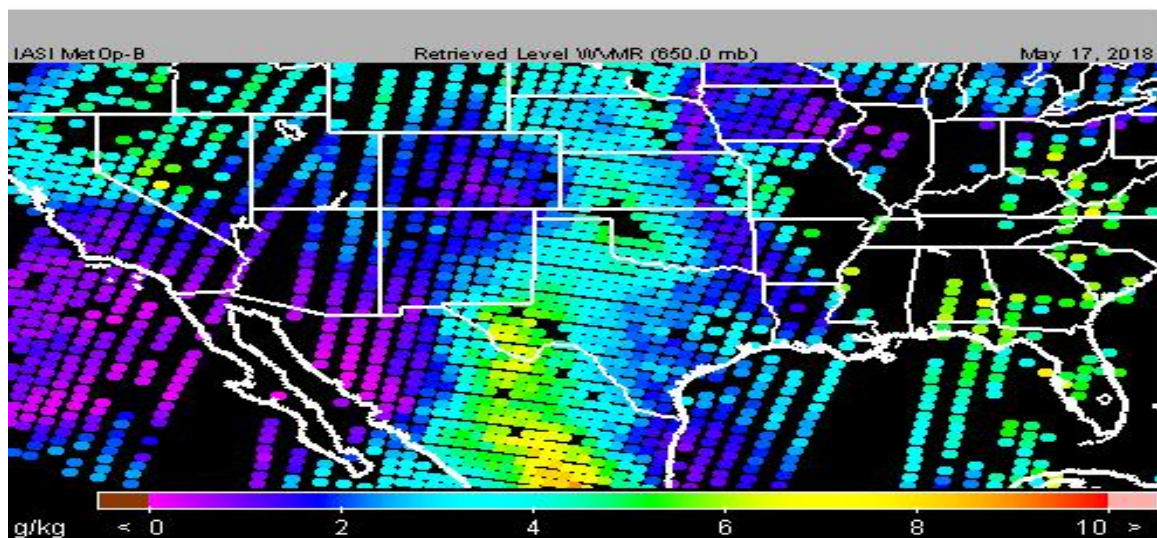 IASI MetOp-B Retrieved Level WVMR (650.0 mb) May 17, 2018
g/kg < 0 2 4 6 8 10 >